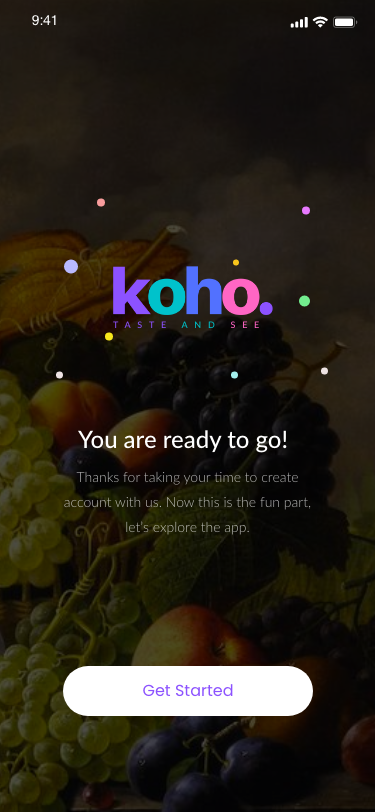 9:41
koho.
TASTE AND SEE
You are ready to go!
Thanks for taking your time to create
account with us. Now this is the fun part,
let's explore the app.
Get Started